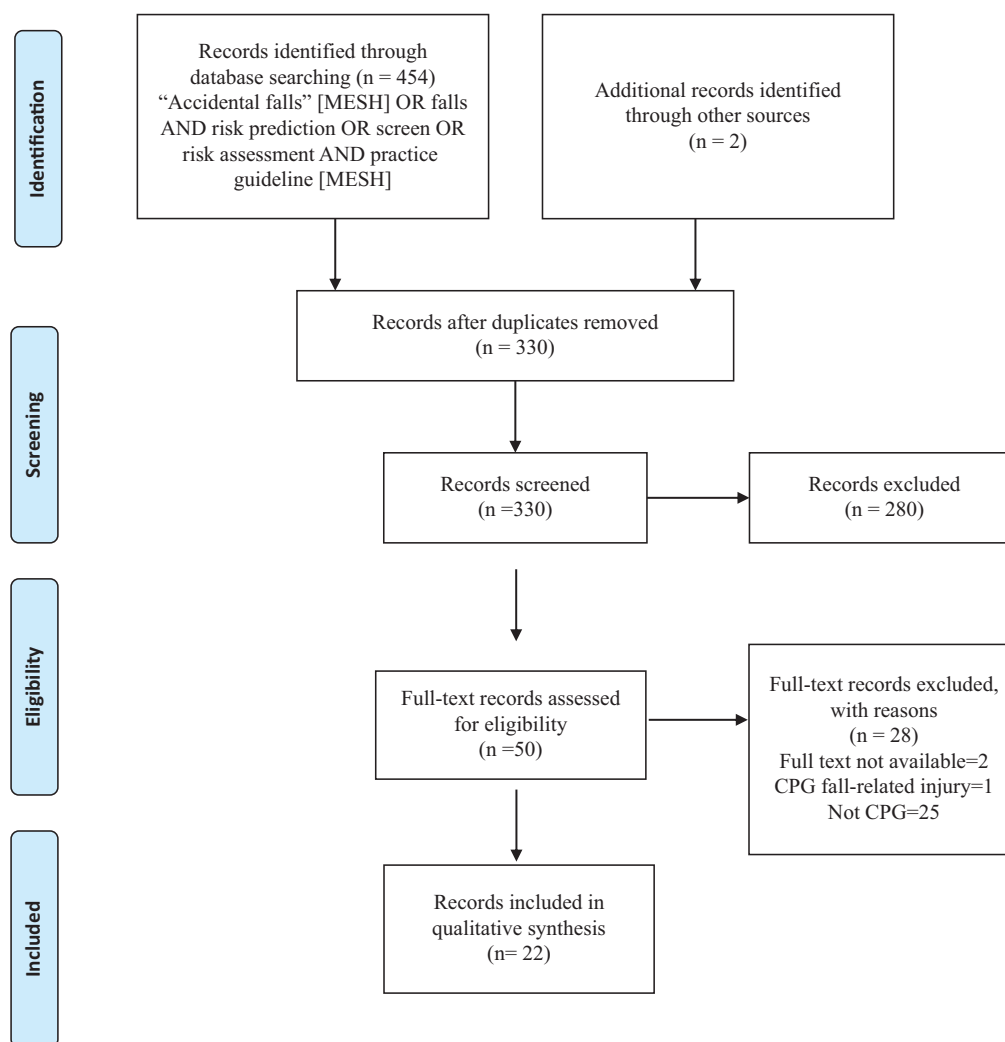 Identification
Records identified through
database searching (n = 454)
“Accidental falls” [MESH] OR falls
AND risk prediction OR screen OR
risk assessment AND practice
guideline [MESH]
Additional records identified
through other sources
(n = 2)
Records after duplicates removed
(n = 330)
Screening
Records screened
(n =330)
Records excluded
(n = 280)
Eligibility
Full-text records assessed
for eligibility
(n =50)
Full-text records excluded,
with reasons
(n = 28)
Full text not available=2
CPG fall-related injury=1
Not CPG=25
Included
Records included in
qualitative synthesis
(n= 22)